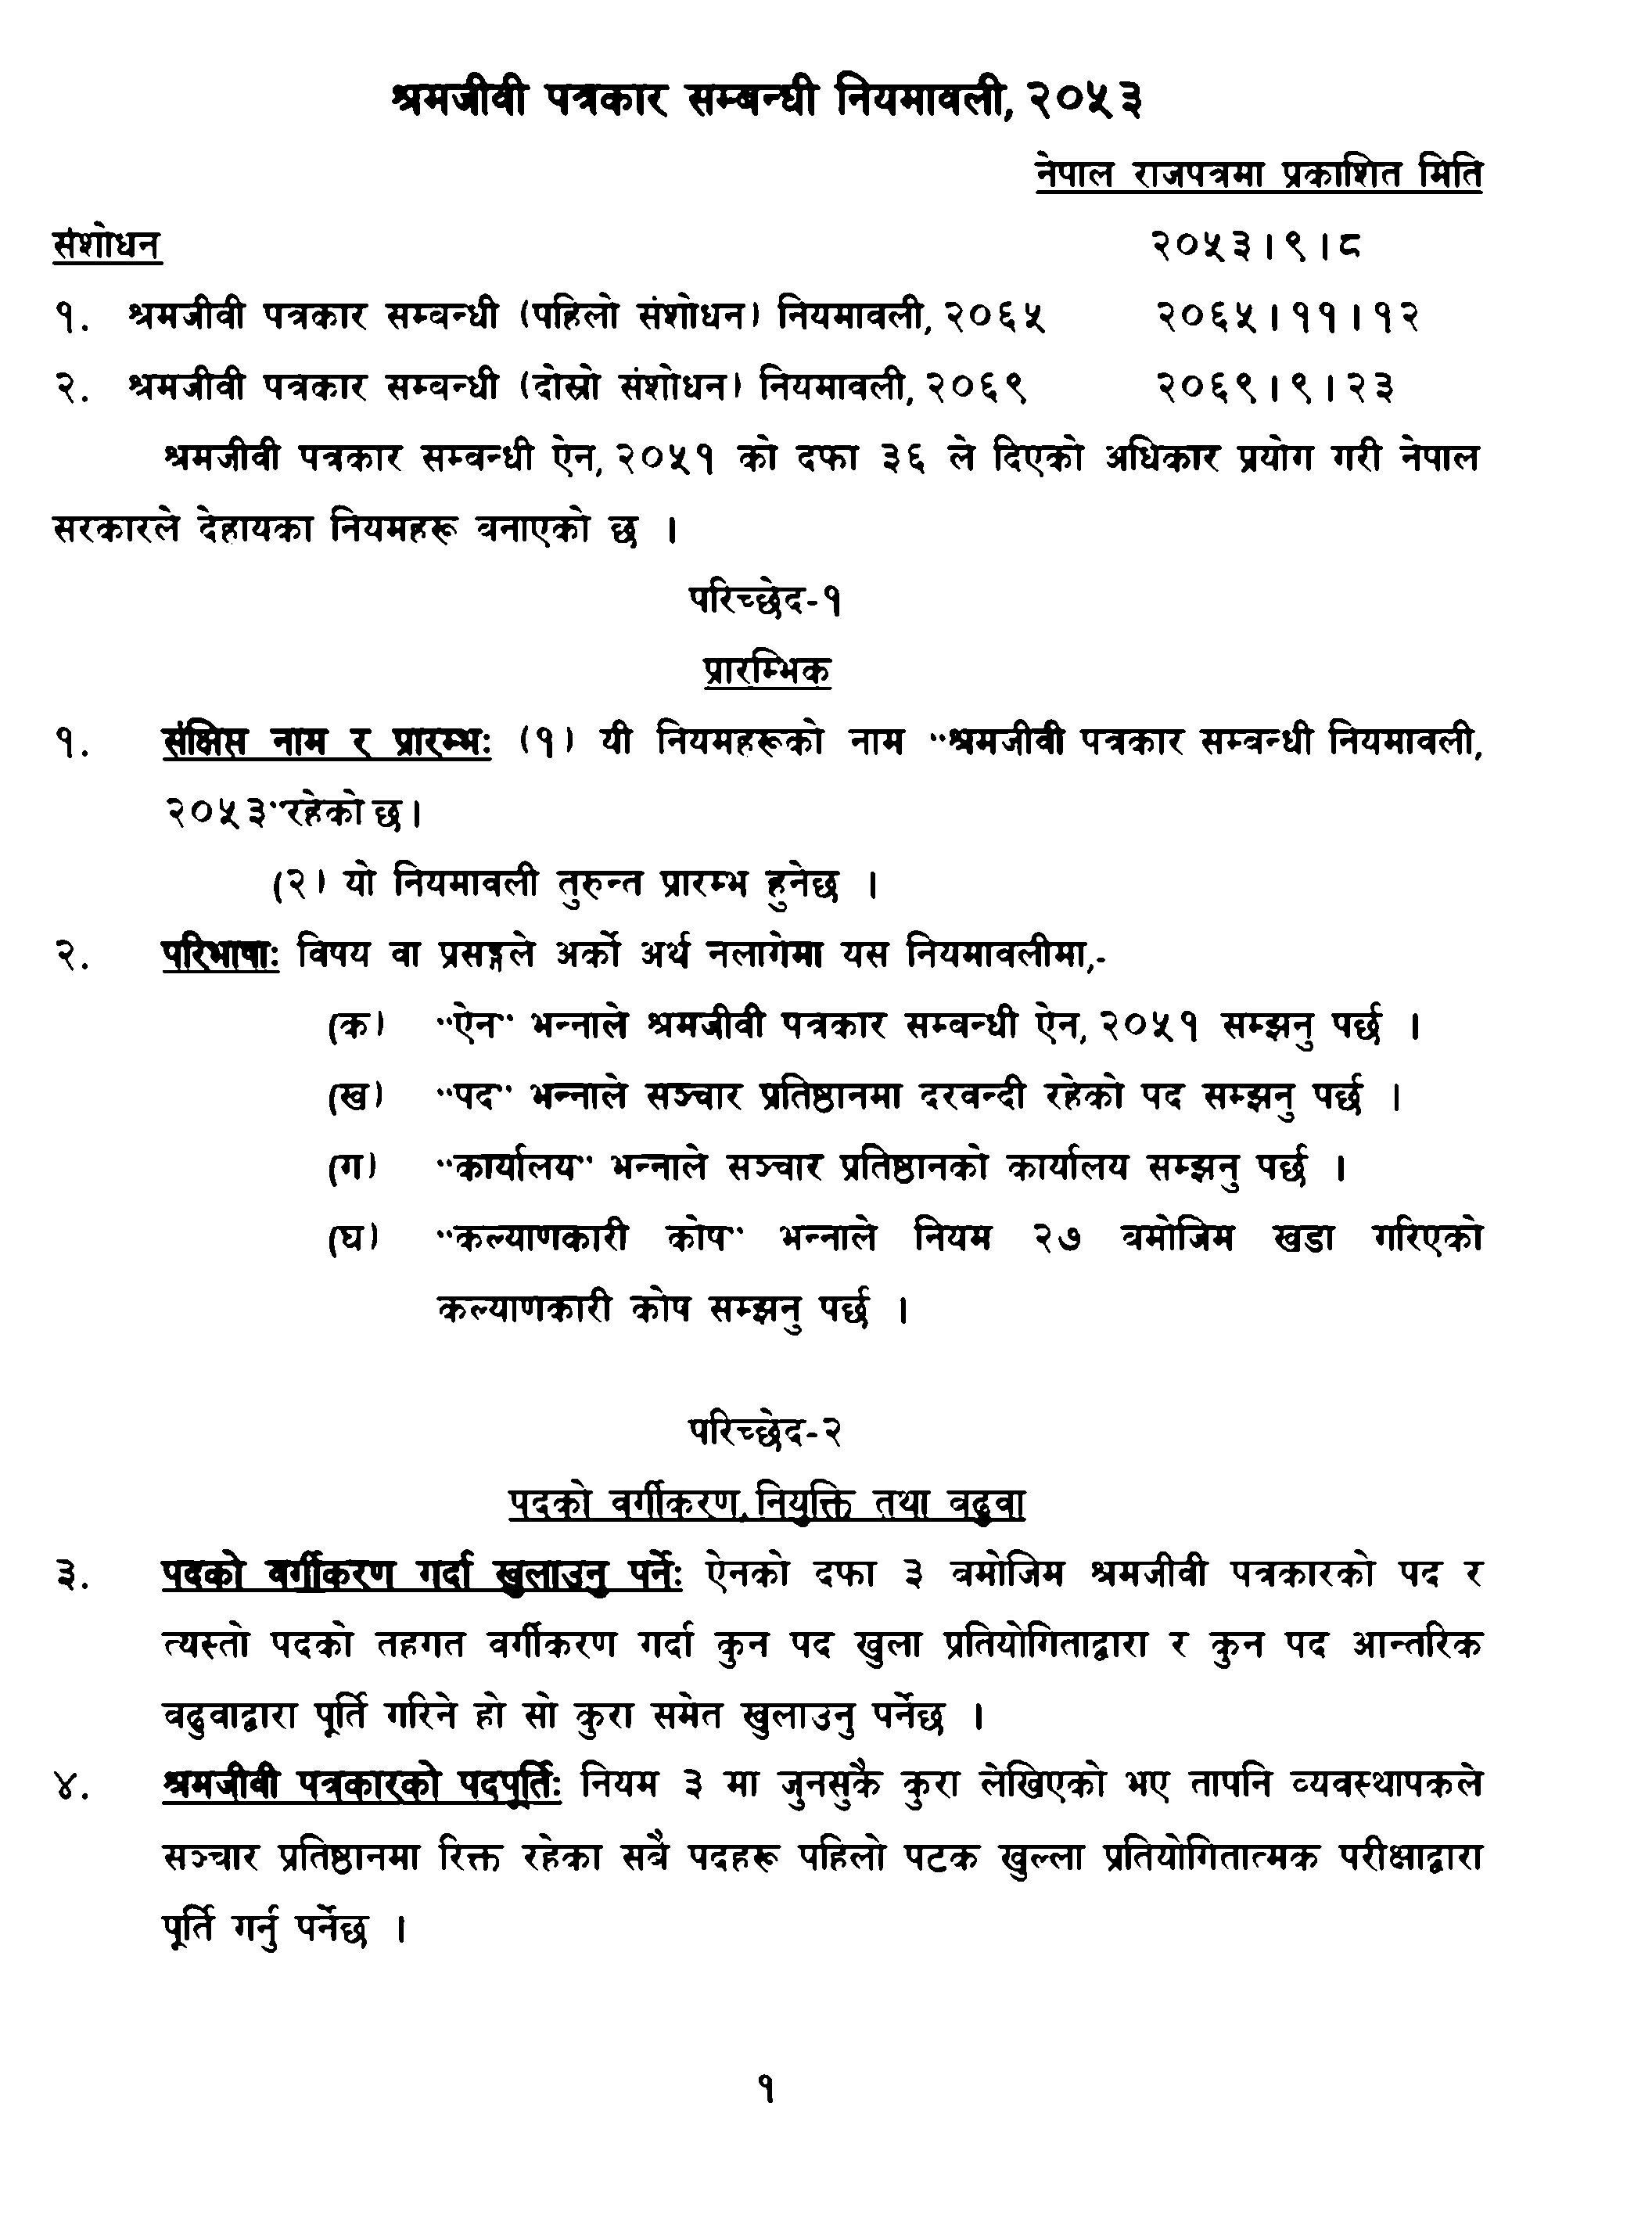 श्रमजीवी पत्रकार सम्बन्धी नियमावली, २०५३
नेपाल राजपत्रमा प्रकाशित मिति
संशोधन २०५३।९।८
१. श्रमजीवी पत्रकार सम्बन्धी (पहिलो संशोधन) नियमावली, २०६५ २०६५।११।१२
२. श्रमजीवी पत्रकार सम्बन्धी (दोस्रो संशोधन) नियमावली, २०६९ २०६९।९।२३
श्रमजीवी पत्रकार सम्बन्धी ऐन, २०५१ को दफा ३६ ले दिएको अधिकार प्रयोग गरी नेपाल
सरकारले देहायका नियमहरू बनाएको छ ।
परिच्छेद-१
प्रारम्भिक
१. संक्षिप्त नाम र प्रारम्भः (१) यी नियमहरूको नाम "श्रमजीवी पत्रकार सम्बन्धी नियमावली,
२०५३"रहेको छ।
(२) यो नियमावली तुरुन्त प्रारम्भ हुनेछ ।
२. परिभाषाः विषय वा प्रसङ्गले अर्को अर्थ नलागेमा यस नियमावलीमा,-
(क) "ऐन" भन्नाले श्रमजीवी पत्रकार सम्बन्धी ऐन, २०५१ सम्झनु पर्छ ।
(ख) "पद" भन्नाले सञ्चार प्रतिष्ठानमा दरबन्दी रहेको पद सम्झनु पर्छ ।
(ग) "कार्यालय" भन्नाले सञ्चार प्रतिष्ठानको कार्यालय सम्झनु पर्छ ।
(घ) "कल्याणकारी कोष" भन्नाले नियम २७ बमोजिम खडा गरिएको
कल्याणकारी कोष सम्झनु पर्छ ।
परिच्छेद-२
पदको वर्गीकरण, नियुक्ति तथा बढुवा
३. पदको वर्गीकरण गर्दा खुलाउनु पर्नेः ऐनको दफा ३ बमोजिम श्रमजीवी पत्रकारको पद र
त्यस्तो पदको तहगत वर्गीकरण गर्दा कुन पद खुला प्रतियोगिताद्वारा र कुन पद आन्तरिक
बढुवाद्वारा पूर्ति गरिने हो सो कुरा समेत खुलाउनु पर्नेछ ।
४. श्रमजीवी पत्रकारको पदपूर्तिः नियम ३ मा जुनसुकै कुरा लेखिएको भए तापनि व्यवस्थापकले
सञ्चार प्रतिष्ठानमा रिक्त रहेका सबै पदहरू पहिलो पटक खुल्ला प्रतियोगितात्मक परीक्षाद्वारा
पूर्ति गर्नु पर्नेछ ।
१